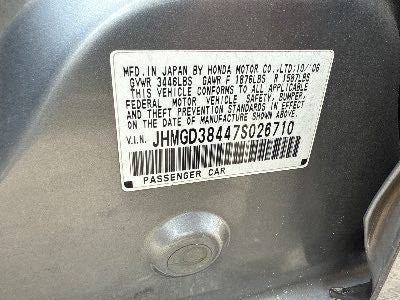 MFD. IN JAPAN BY HONDA MOTOR CO.,LTD:10/'06
GVWR 3446LBS GAWR F 1876LBS R 1587LBS
THIS VEHICLE CONFORMS TO ALL APPLICABLE
FEDERAL MOTOR VEHICLE SAFETY, BUMPER,
AND THEFT PREVENTION STANDARDS IN EFFECT
ON THE DATE OF MANUFACTURE SHOWN ABOVE.
V.I.N. JHMGD38447S026710
PASSENGER CAR